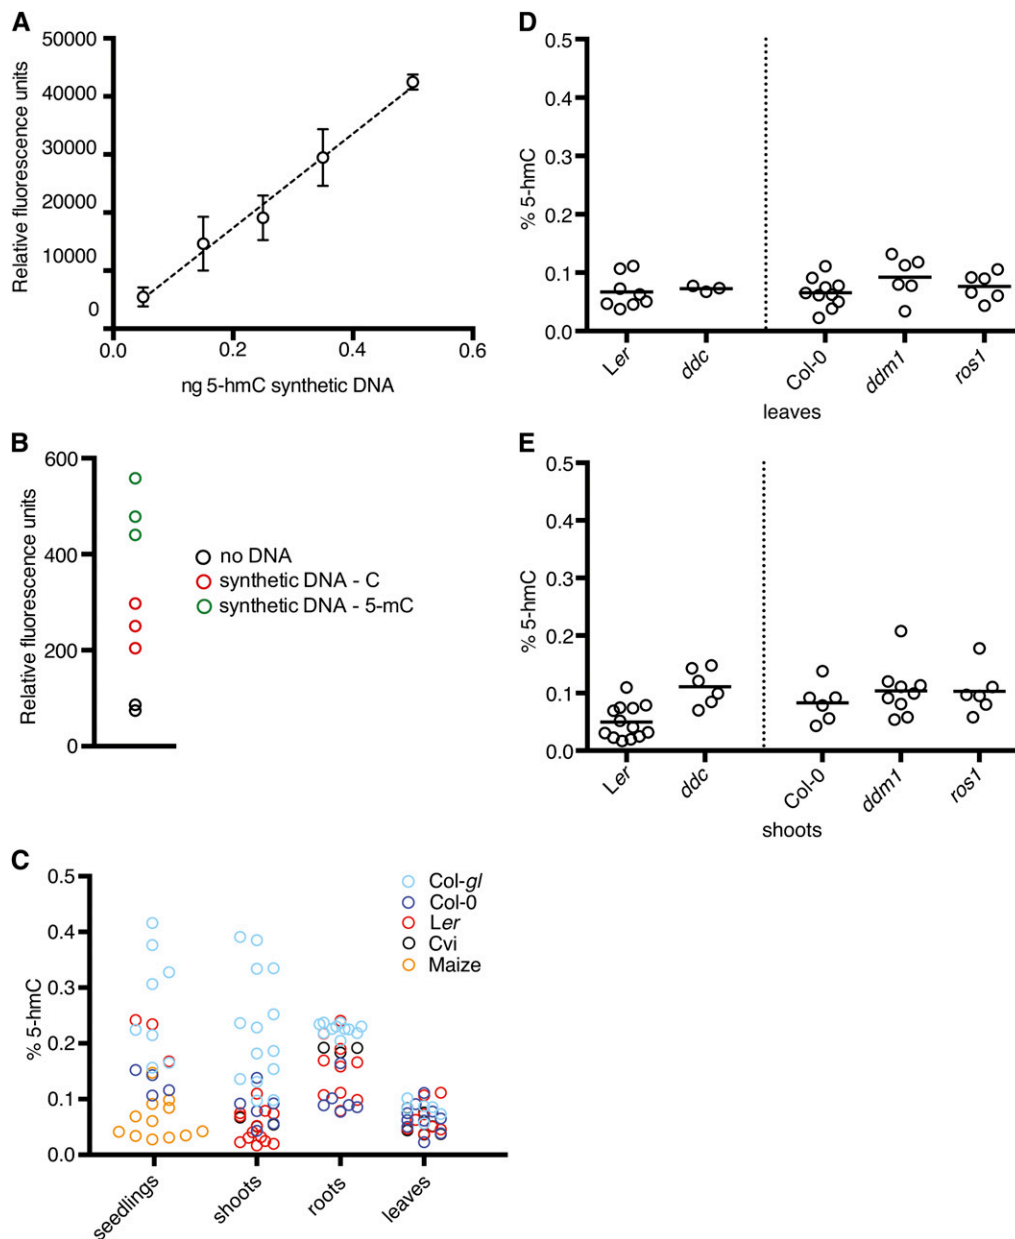 A
50000
40000
30000
20000
10000
0
Relative fluorescence units
0.0
0.2
0.4
0.6
ng 5-hmC synthetic DNA
B
600
400
200
0
Relative fluorescence units
no DNA
synthetic DNA - C
synthetic DNA - 5-mC
C
0.5
0.4
0.3
0.2
0.1
0.0
% 5-hmC
Col-gl
Col-0
Ler
Cvi
Maize
seedlings
shoots
roots
leaves
D
0.5
0.4
0.3
0.2
0.1
0.0
% 5-hmC
Ler
ddc
Col-0
ddm1
ros1
leaves
E
0.5
0.4
0.3
0.2
0.1
0.0
% 5-hmC
Ler
ddc
Col-0
ddm1
ros1
shoots